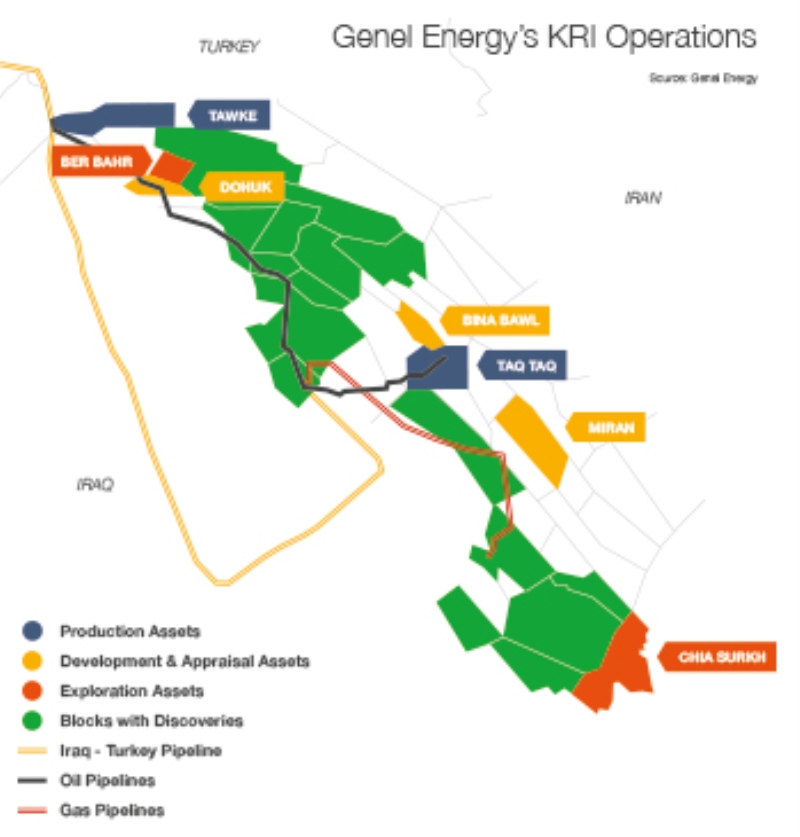 Genel Energy's KRI Operations
TURKEY
Source: Genel Energy
TAWKE
BER BAHR
DOHUK
IRAN
BINA BAWL
TAQ TAQ
MIRAN
IRAQ
CHIA SURKH
Production Assets
Development & Appraisal Assets
Exploration Assets
Blocks with Discoveries
Iraq - Turkey Pipeline
Oil Pipelines
Gas Pipelines